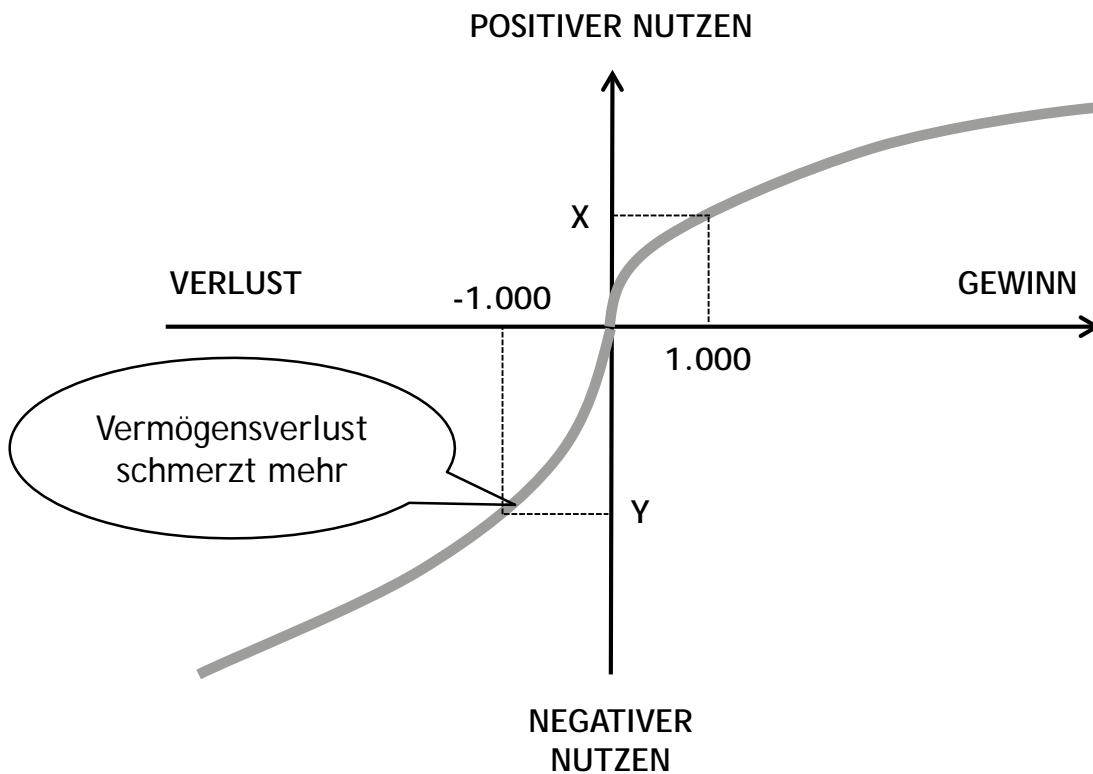 POSITIVER NUTZEN
X
VERLUST
-1.000
GEWINN
1.000
Vermögensverlust
schmerzt mehr
Y
NEGATIVER
NUTZEN